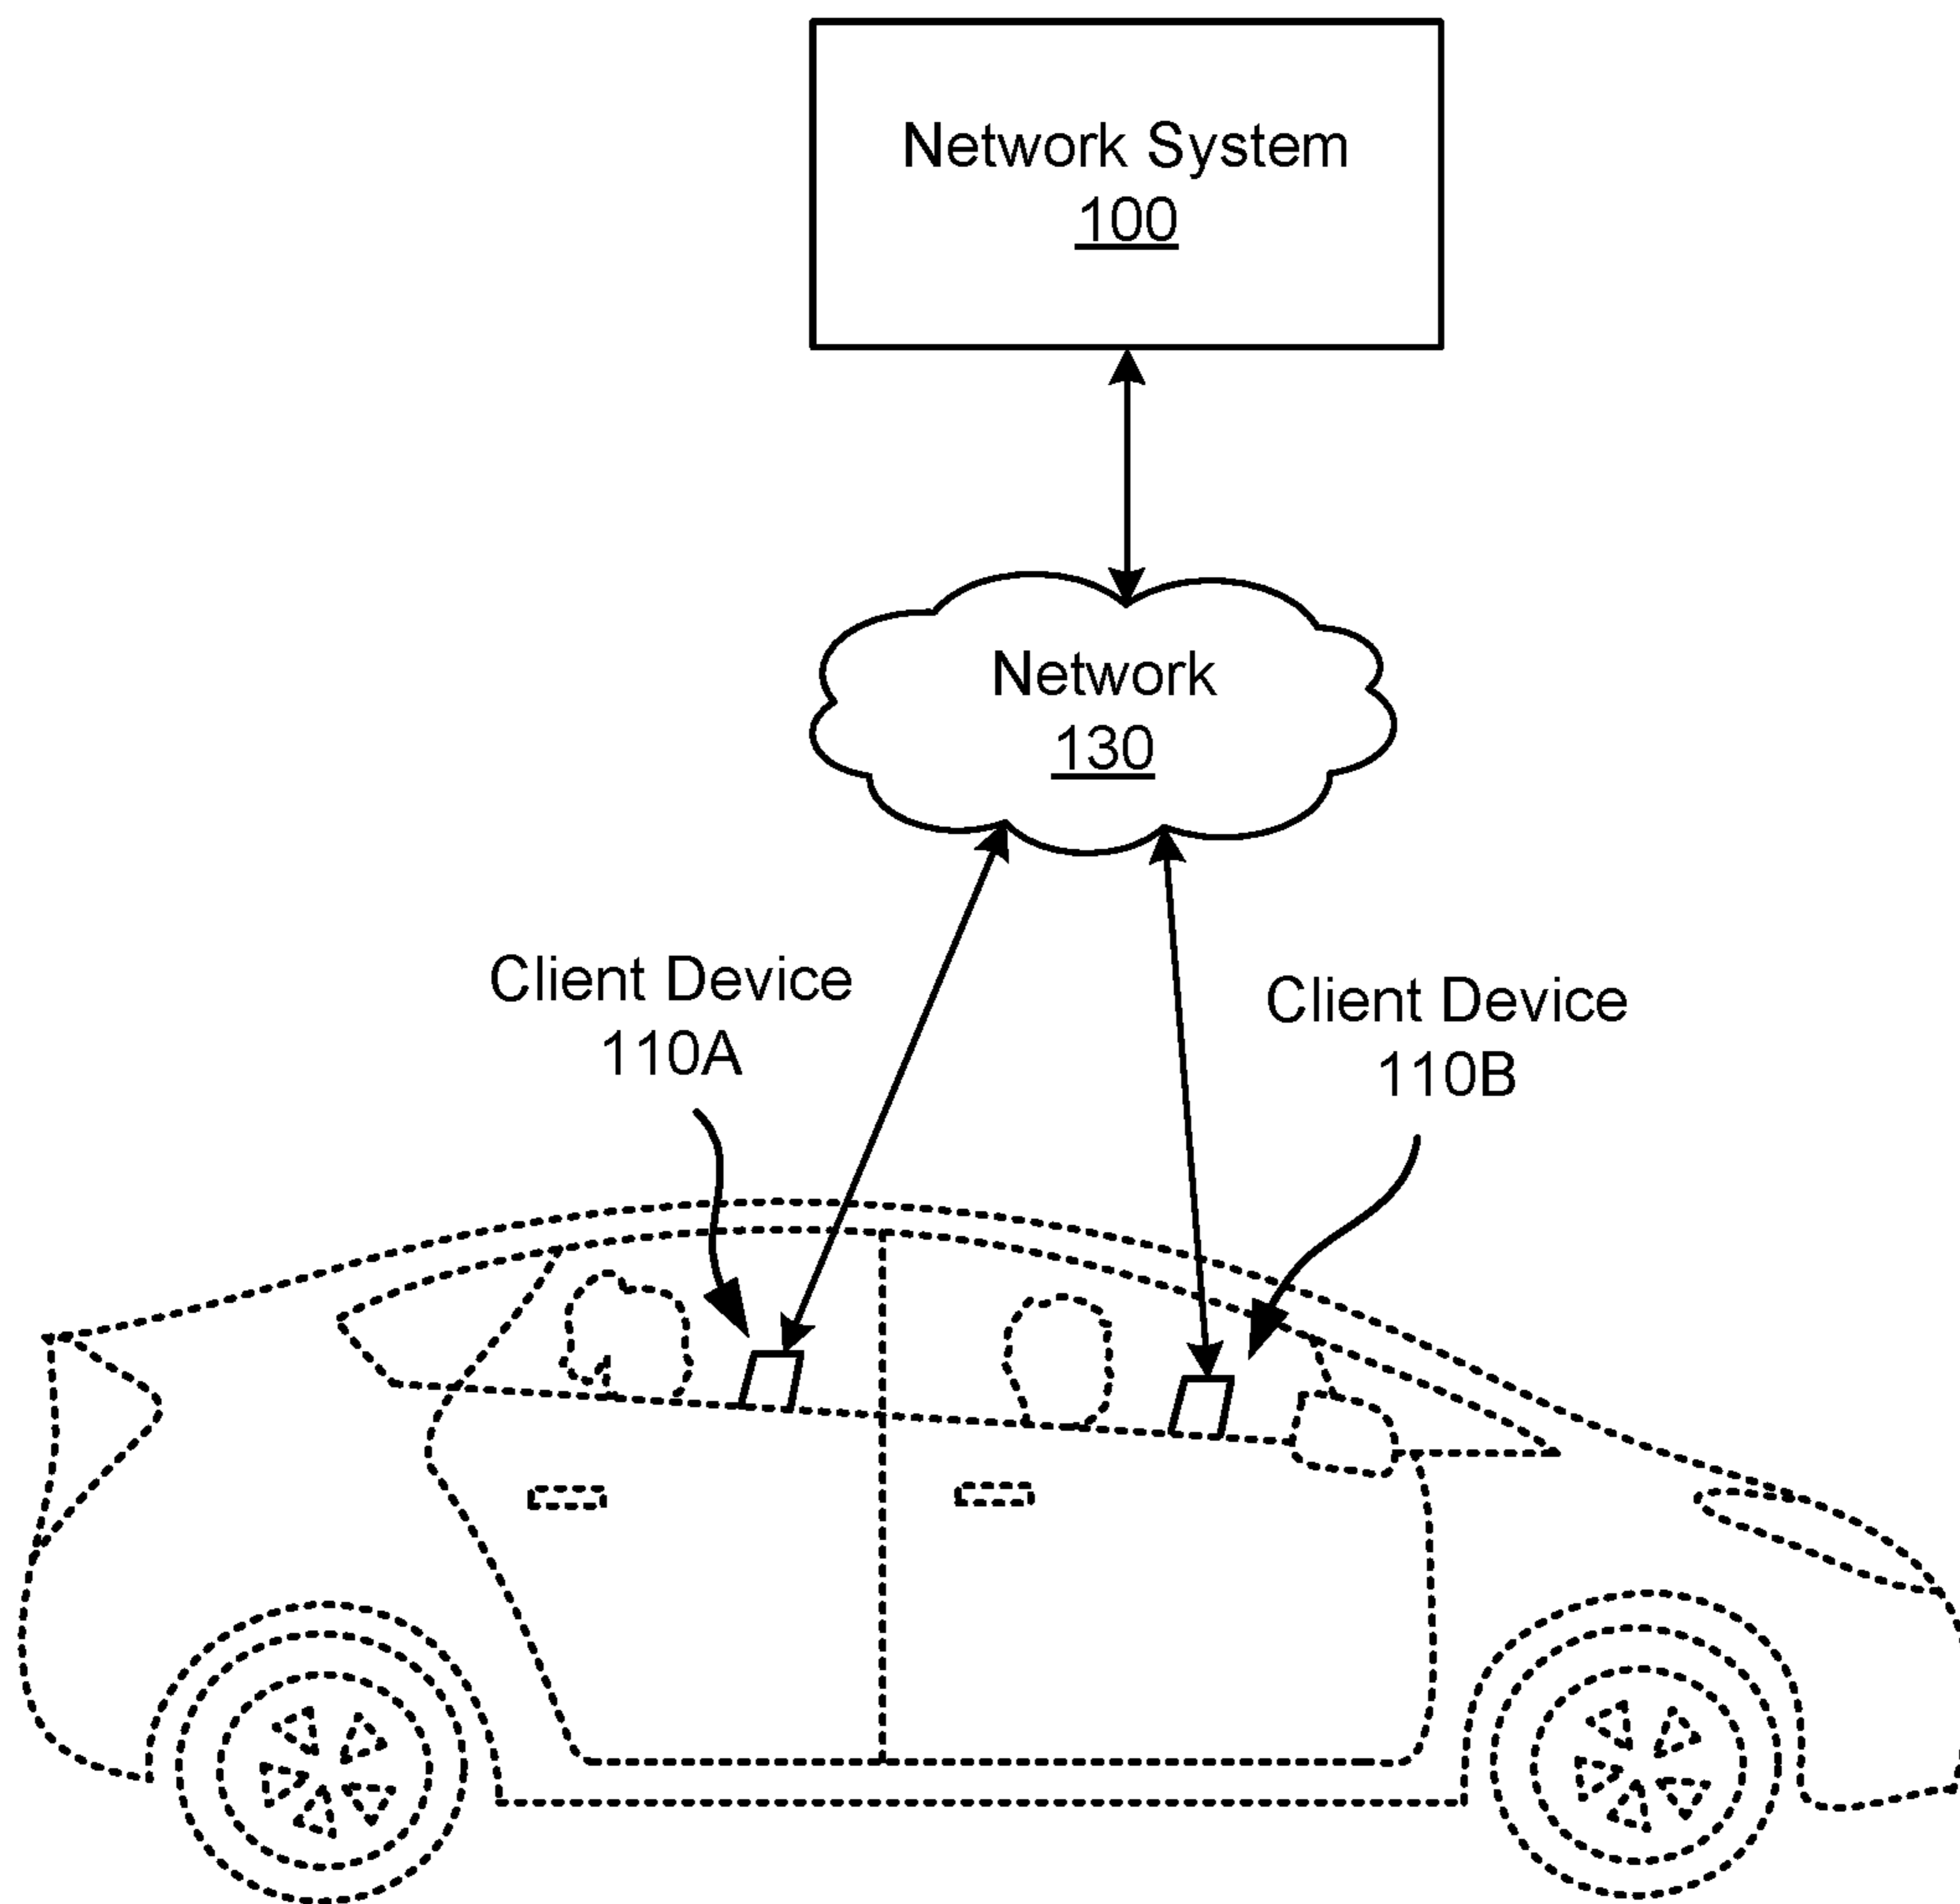 Network System
100
Network
130
Client Device
110A
Client Device
110B